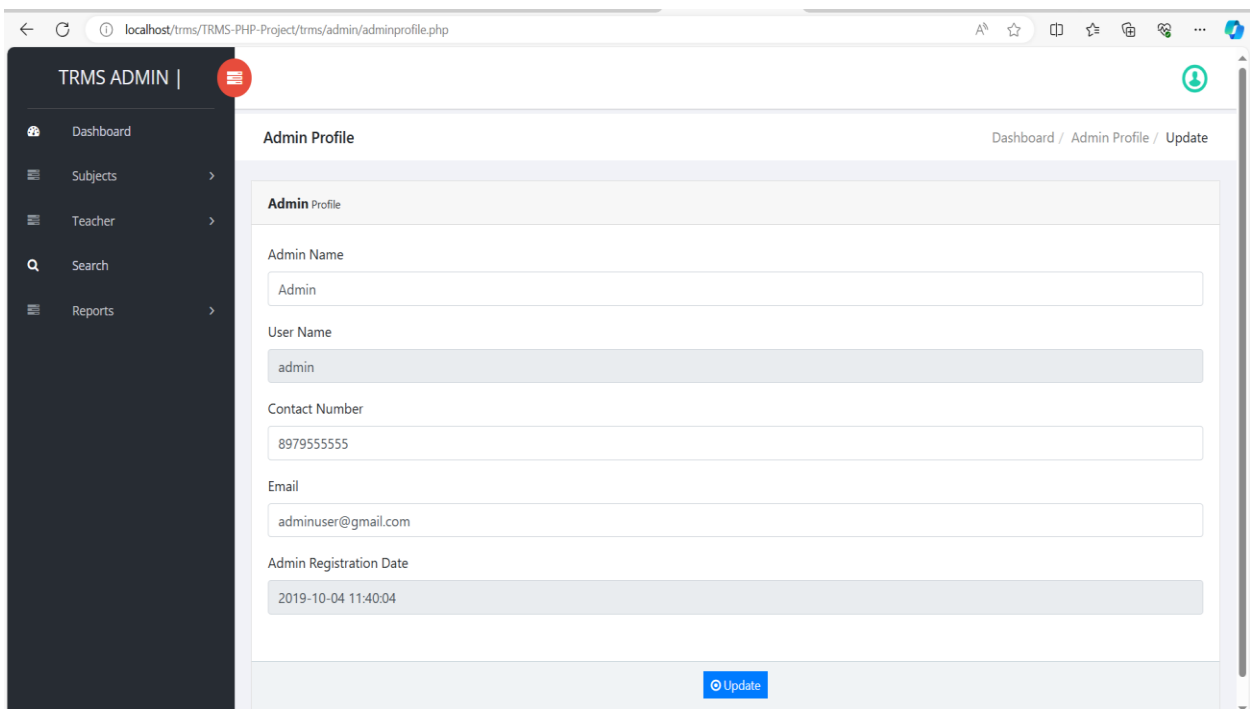 localhost/trms/TRMS-PHP-Project/trms/admin/adminprofile.php
TRMS ADMIN |
Dashboard
Subjects
Teacher
Search
Reports
Admin Profile
Dashboard / Admin Profile / Update
Admin Profile
Admin Name
Admin
User Name
admin
Contact Number
8979555555
Email
adminuser@gmail.com
Admin Registration Date
2019-10-04 11:40:04
Update